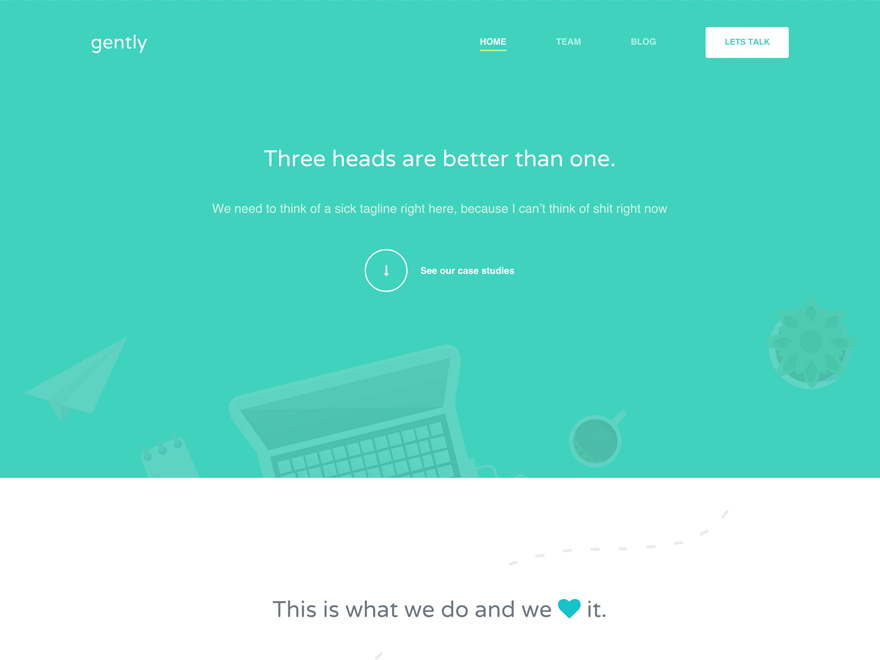 gently
HOME TEAM BLOG LETS TALK
Three heads are better than one.
We need to think of a sick tagline right here, because I can’t think of shit right now
See our case studies
This is what we do and we it.